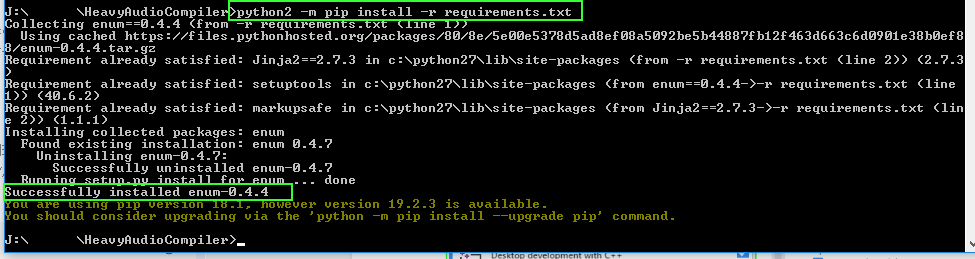 J:\ \HeavyAudioCompiler>python2 -m pip install -r requirements.txt
Collecting enum==0.4.4 (from -r requirements.txt (line 1))
Using cached https://files.pythonhosted.org/packages/80/8e/5e00e5378d5ad8ef08a5092be5b44887fb12f463d663c6d0901e38b0ef8
8/enum-0.4.4.tar.gz
Requirement already satisfied: Jinja2==2.7.3 in c:\python27\lib\site-packages (from -r requirements.txt (line 2)) (2.7.3
)
Requirement already satisfied: setuptools in c:\python27\lib\site-packages (from enum==0.4.4->-r requirements.txt (line
1)) (40.6.2)
Requirement already satisfied: markupsafe in c:\python27\lib\site-packages (from Jinja2==2.7.3->-r requirements.txt (lin
e 2)) (1.1.1)
Installing collected packages: enum
Found existing installation: enum 0.4.7
Uninstalling enum-0.4.7:
Successfully uninstalled enum-0.4.7
Running setup.py install for enum ... done
Successfully installed enum-0.4.4
You are using pip version 18.1, however version 19.2.3 is available.
You should consider upgrading via the 'python -m pip install --upgrade pip' command.
J:\ \HeavyAudioCompiler>_
Desktop development with C++